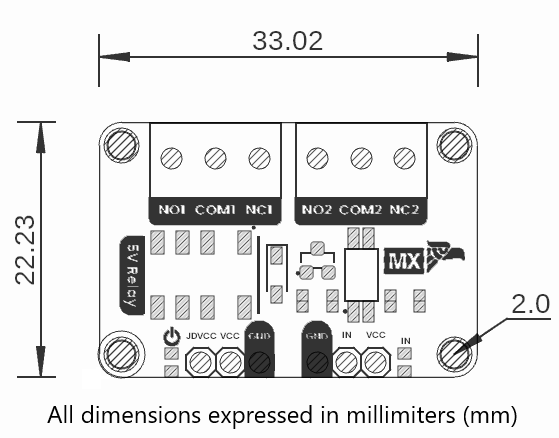 33.02
22.23
NO1 COM1 NC1
NO2 COM2 NC2
5V Relay
MX
2.0
JDVCC VCC GND
GND IN VCC IN
All dimensions expressed in millimiters (mm)